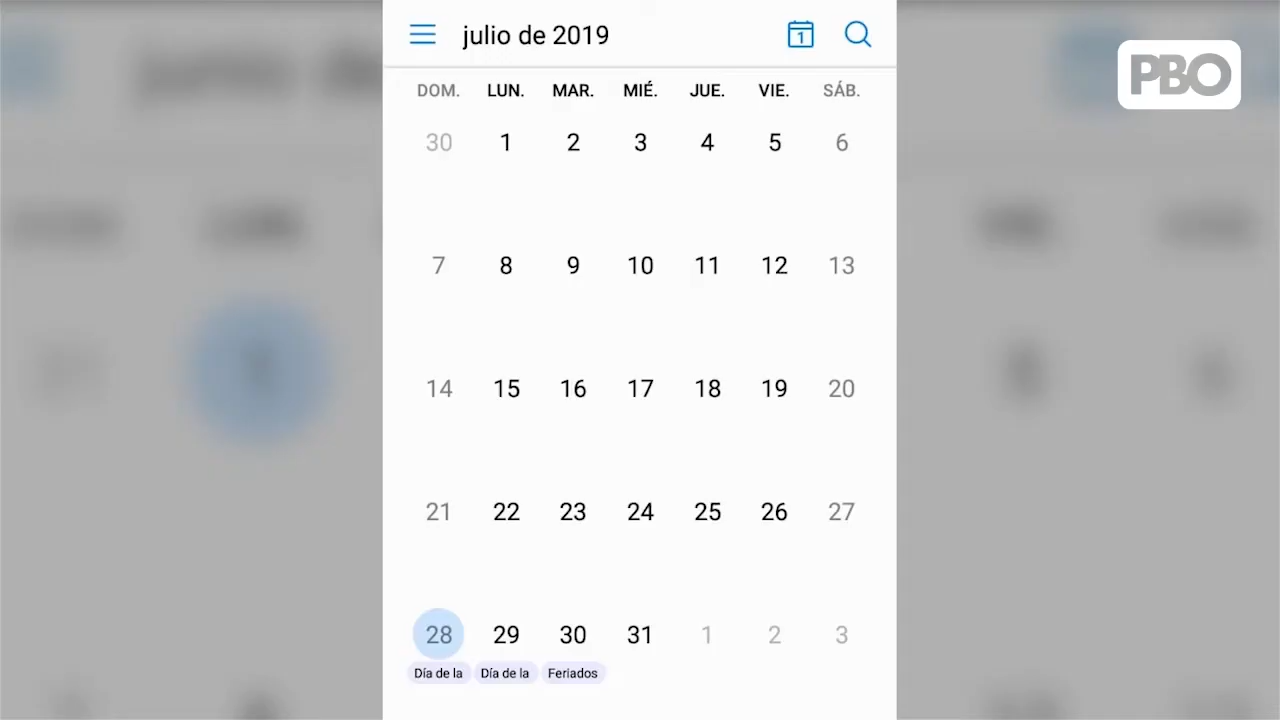 julio de 2019
1
PBO
DOM. LUN. MAR. MIÉ. JUE. VIE. SÁB.
30 1 2 3 4 5 6
7 8 9 10 11 12 13
14 15 16 17 18 19 20
21 22 23 24 25 26 27
28 29 30 31 1 2 3
Día de la Día de la Feriados